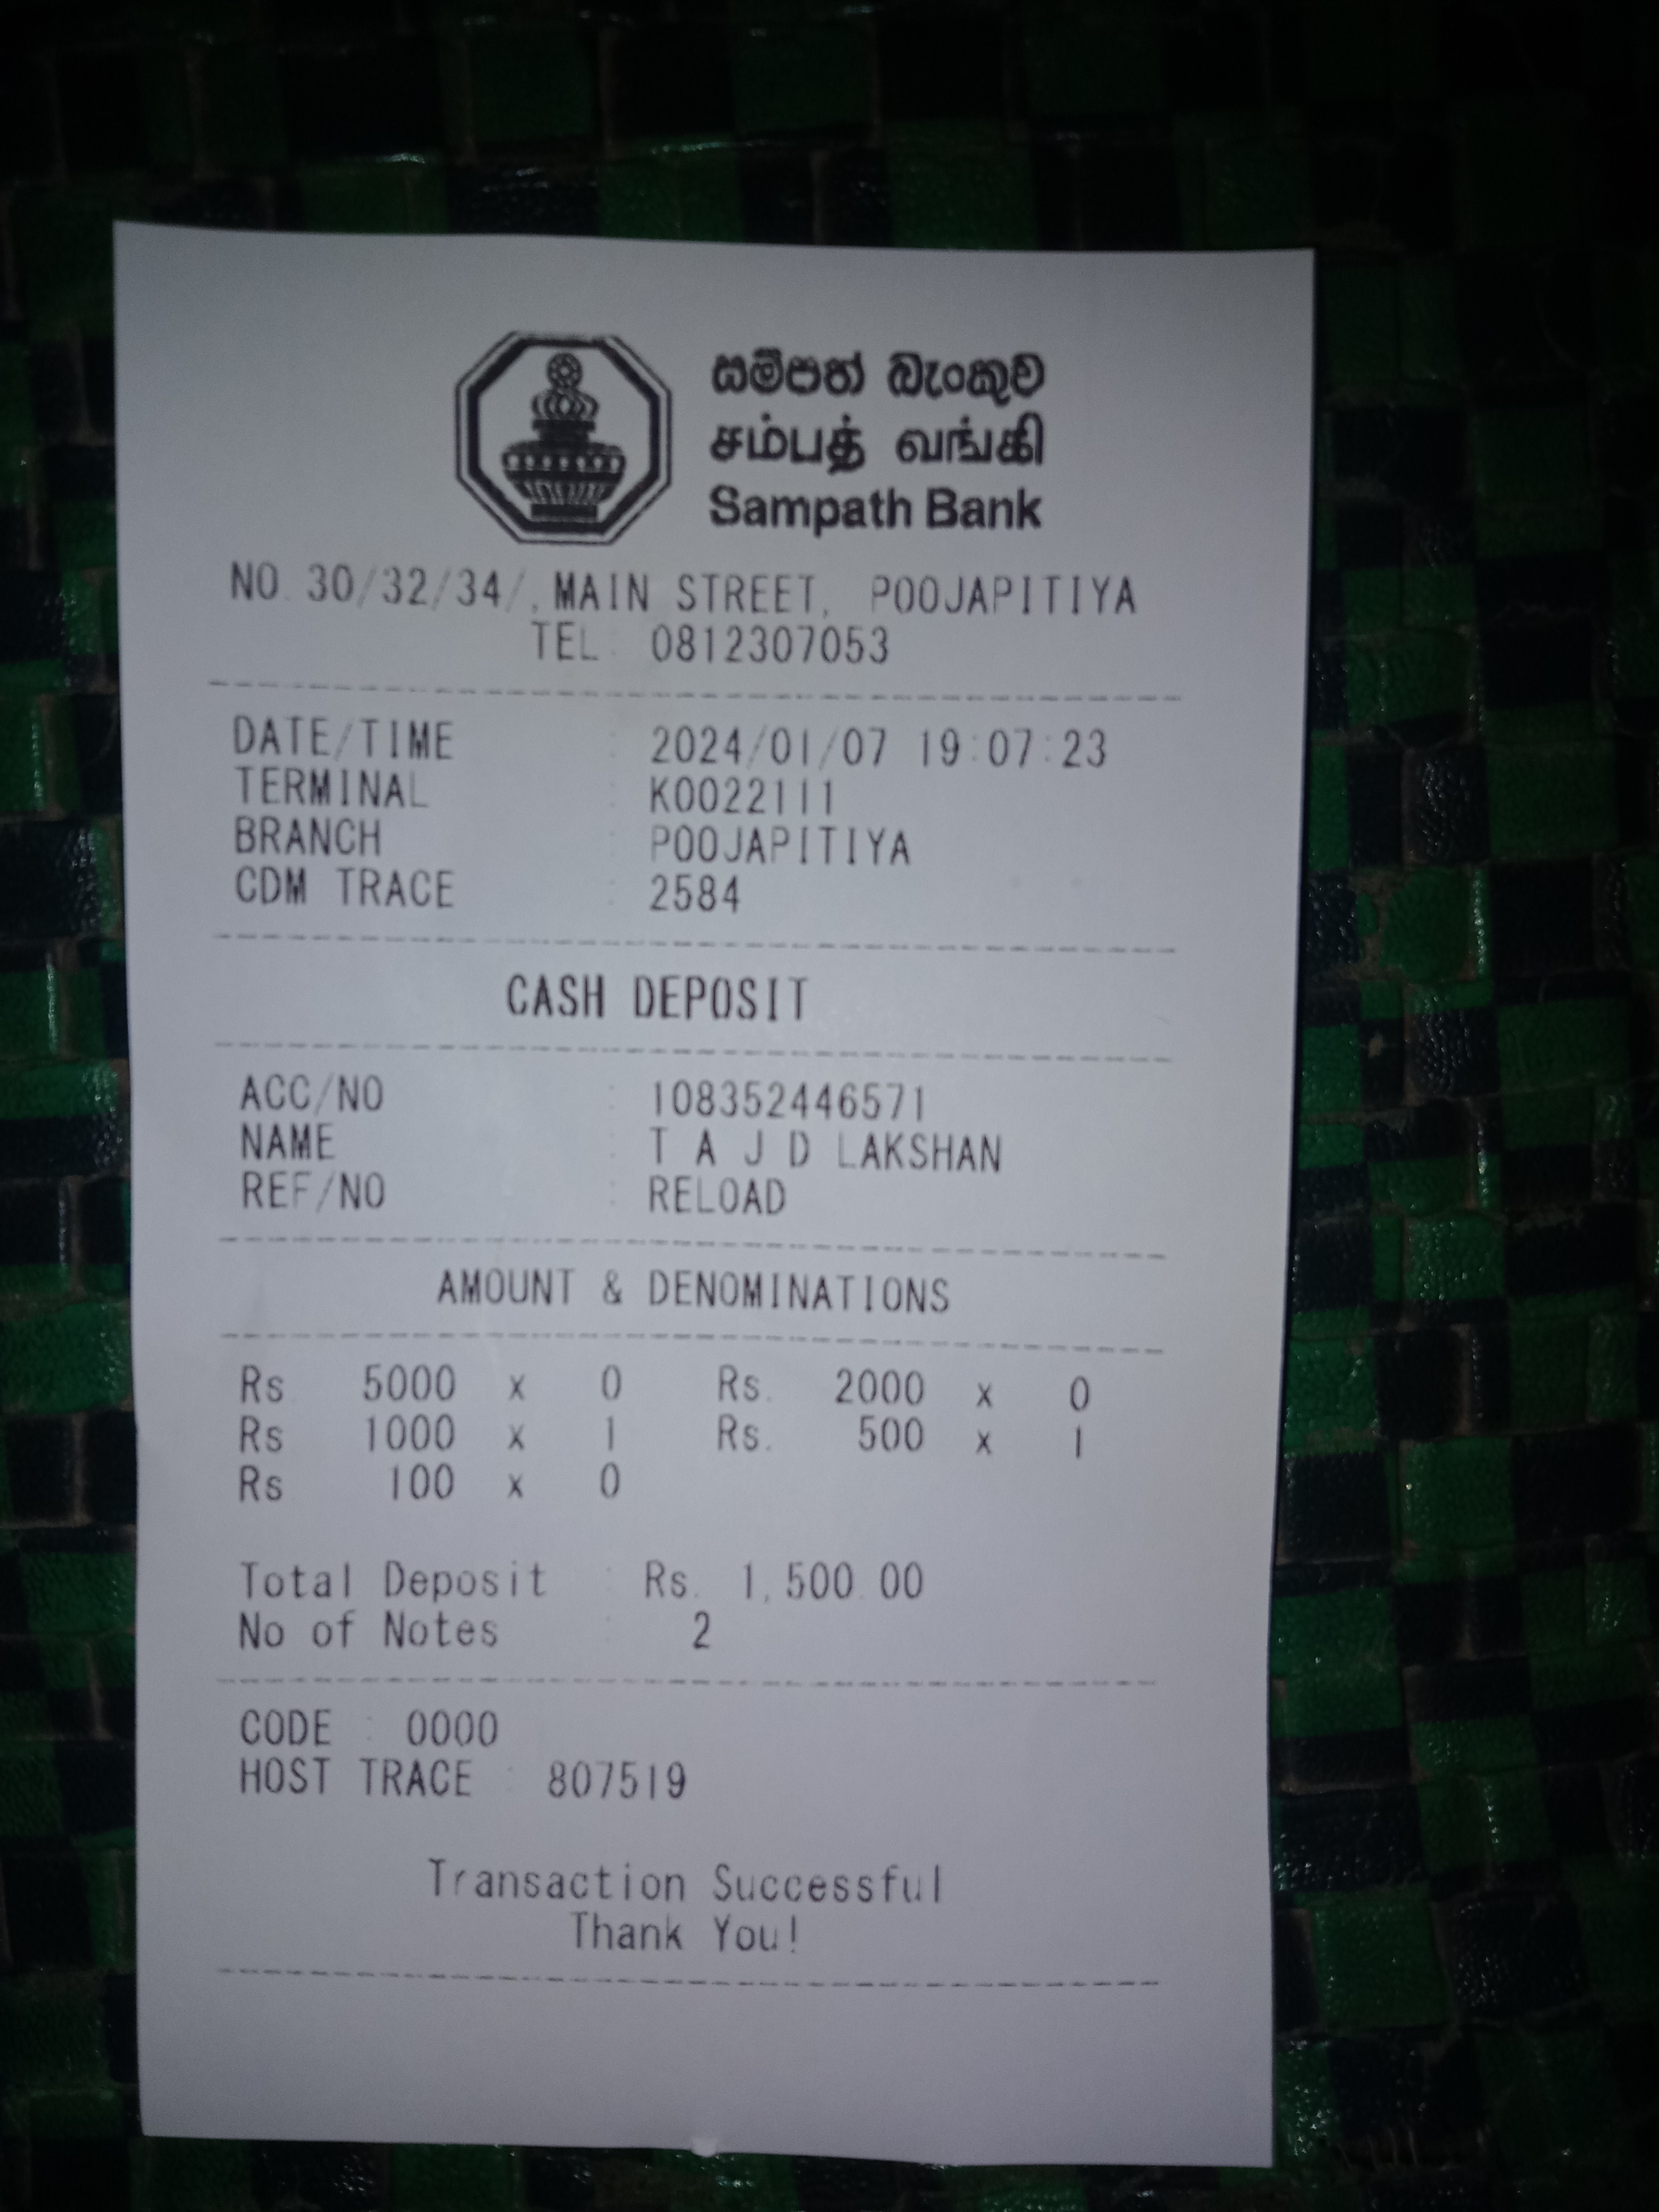 සම්පත් බැංකුව
சம்பத் வங்கி
Sampath Bank
NO. 30/32/34/, MAIN STREET, POOJAPITIYA
TEL: 0812307053
DATE/TIME : 2024/01/07 19:07:23
TERMINAL : K0022111
BRANCH : POOJAPITIYA
CDM TRACE : 2584
CASH DEPOSIT
ACC/NO : 108352446571
NAME : T A J D LAKSHAN
REF/NO : RELOAD
AMOUNT & DENOMINATIONS
Rs 5000 x 0 Rs. 2000 x 0
Rs 1000 x 1 Rs. 500 x 1
Rs 100 x 0
Total Deposit : Rs. 1,500.00
No of Notes : 2
CODE : 0000
HOST TRACE : 807519
Transaction Successful
Thank You!